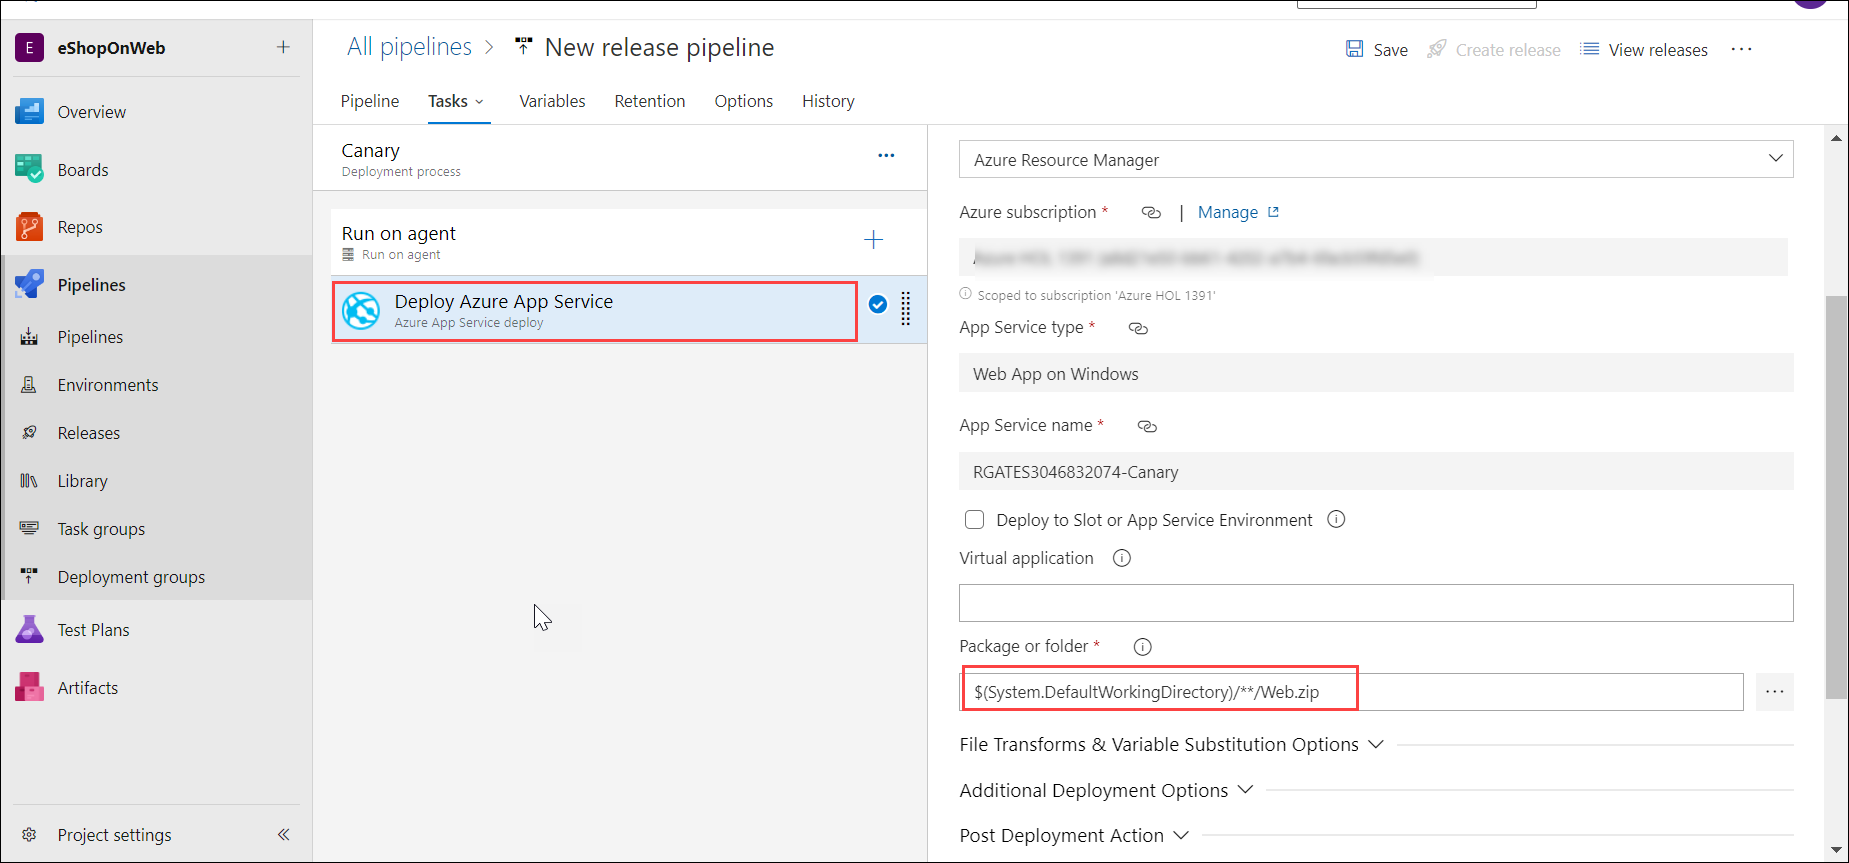 E eShopOnWeb
All pipelines > New release pipeline
Save Create release View releases ...
Pipeline Tasks Variables Retention Options History
Overview
Boards
Repos
Pipelines
Pipelines
Environments
Releases
Library
Task groups
Deployment groups
Test Plans
Artifacts
Project settings
Canary
Deployment process
Run on agent
Run on agent
Deploy Azure App Service
Azure App Service deploy
Azure Resource Manager
Azure subscription * | Manage
Scoped to subscription 'Azure HOL 1391'
App Service type *
Web App on Windows
App Service name *
RGATES3046832074-Canary
Deploy to Slot or App Service Environment
Virtual application
Package or folder *
$(System.DefaultWorkingDirectory)/**/Web.zip
File Transforms & Variable Substitution Options
Additional Deployment Options
Post Deployment Action